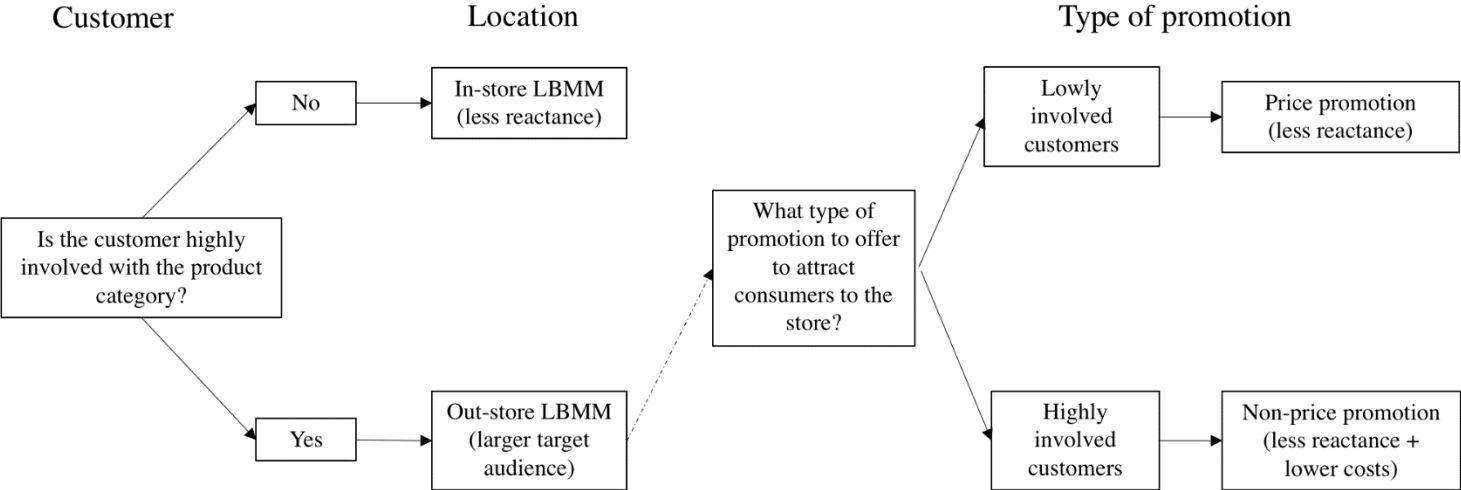 Customer
Location
Type of promotion
No
In-store LBMM
(less reactance)
Lowly
involved
customers
Price promotion
(less reactance)
Is the customer highly
involved with the product
category?
What type of
promotion to offer
to attract
consumers to the
store?
Yes
Out-store LBMM
(larger target
audience)
Highly
involved
customers
Non-price promotion
(less reactance +
lower costs)